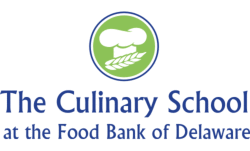 The Culinary School
at the Food Bank of Delaware